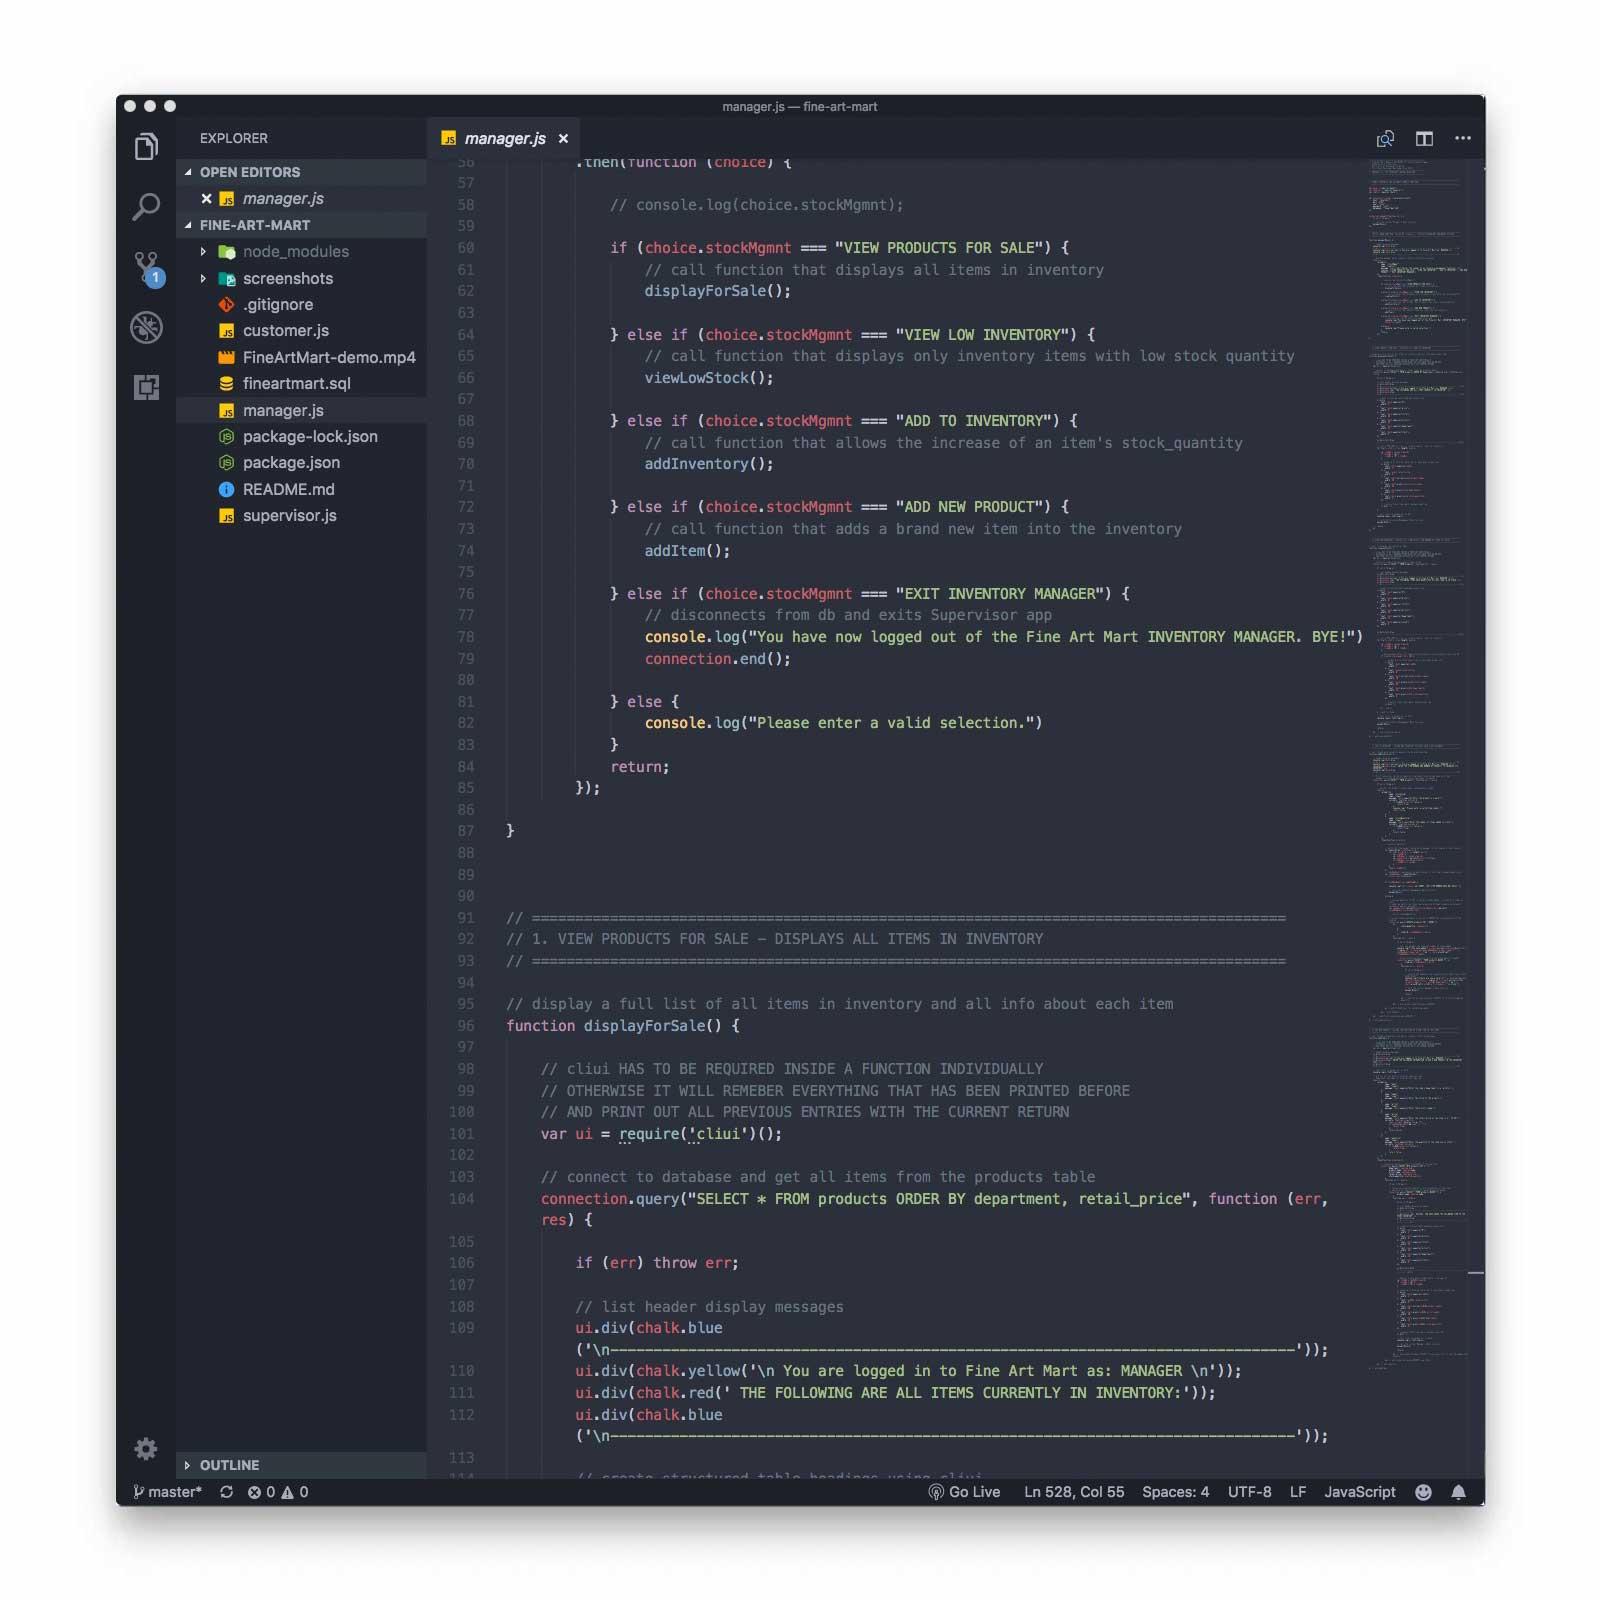 manager.js — fine-art-mart
EXPLORER
OPEN EDITORS
manager.js
FINE-ART-MART
node_modules
screenshots
.gitignore
customer.js
FineArtMart-demo.mp4
fineartmart.sql
manager.js
package-lock.json
package.json
README.md
supervisor.js
OUTLINE
1
manager.js
56 .then(function (choice) {
57
58 // console.log(choice.stockMgmnt);
59
60 if (choice.stockMgmnt === "VIEW PRODUCTS FOR SALE") {
61 // call function that displays all items in inventory
62 displayForSale();
63
64 } else if (choice.stockMgmnt === "VIEW LOW INVENTORY") {
65 // call function that displays only inventory items with low stock quantity
66 viewLowStock();
67
68 } else if (choice.stockMgmnt === "ADD TO INVENTORY") {
69 // call function that allows the increase of an item's stock_quantity
70 addInventory();
71
72 } else if (choice.stockMgmnt === "ADD NEW PRODUCT") {
73 // call function that adds a brand new item into the inventory
74 addItem();
75
76 } else if (choice.stockMgmnt === "EXIT INVENTORY MANAGER") {
77 // disconnects from db and exits Supervisor app
78 console.log("You have now logged out of the Fine Art Mart INVENTORY MANAGER. BYE!")
79 connection.end();
80
81 } else {
82 console.log("Please enter a valid selection.")
83 }
84 return;
85 });
86
87 }
88
89
90
91 // =======================================================================================
92 // 1. VIEW PRODUCTS FOR SALE - DISPLAYS ALL ITEMS IN INVENTORY
93 // =======================================================================================
94
95 // display a full list of all items in inventory and all info about each item
96 function displayForSale() {
97
98 // cliui HAS TO BE REQUIRED INSIDE A FUNCTION INDIVIDUALLY
99 // OTHERWISE IT WILL REMEBER EVERYTHING THAT HAS BEEN PRINTED BEFORE
100 // AND PRINT OUT ALL PREVIOUS ENTRIES WITH THE CURRENT RETURN
101 var ui = require('cliui')();
102
103 // connect to database and get all items from the products table
104 connection.query("SELECT * FROM products ORDER BY department, retail_price", function (err,
res) {
105
106 if (err) throw err;
107
108 // list header display messages
109 ui.div(chalk.blue
('\n-------------------------------------------------------------------------------'));
110 ui.div(chalk.yellow('\n You are logged in to Fine Art Mart as: MANAGER \n'));
111 ui.div(chalk.red(' THE FOLLOWING ARE ALL ITEMS CURRENTLY IN INVENTORY:'));
112 ui.div(chalk.blue
('\n-------------------------------------------------------------------------------'));
113
114 // create structured table headings using cliui
master* 0 0 Go Live Ln 528, Col 55 Spaces: 4 UTF-8 LF JavaScript